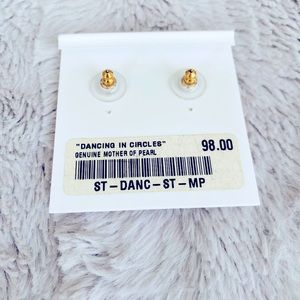 "DANCING IN CIRCLES" 98.00
GENUINE MOTHER OF PEARL
ST-DANC-ST-MP